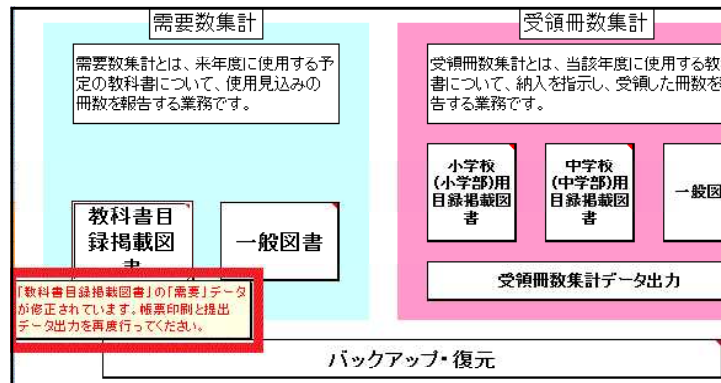 需要数集計
需要数集計とは、来年度に使用する予
定の教科書について、使用見込みの
冊数を報告する業務です。
教科書目
録掲載図
一般図書
「教科書目録掲載図書」の「需要」データ
が修正されています。帳票印刷と提出
データ出力を再度行ってください。
受領冊数集計
受領冊数集計とは、当該年度に使用する教
書について、納入を指示し、受領した冊数を
告する業務です。
小学校
(小学部)用
目録掲載図
書
中学校
(中学部)用
目録掲載図
書
一般図
受領冊数集計データ出力
バックアップ・復元